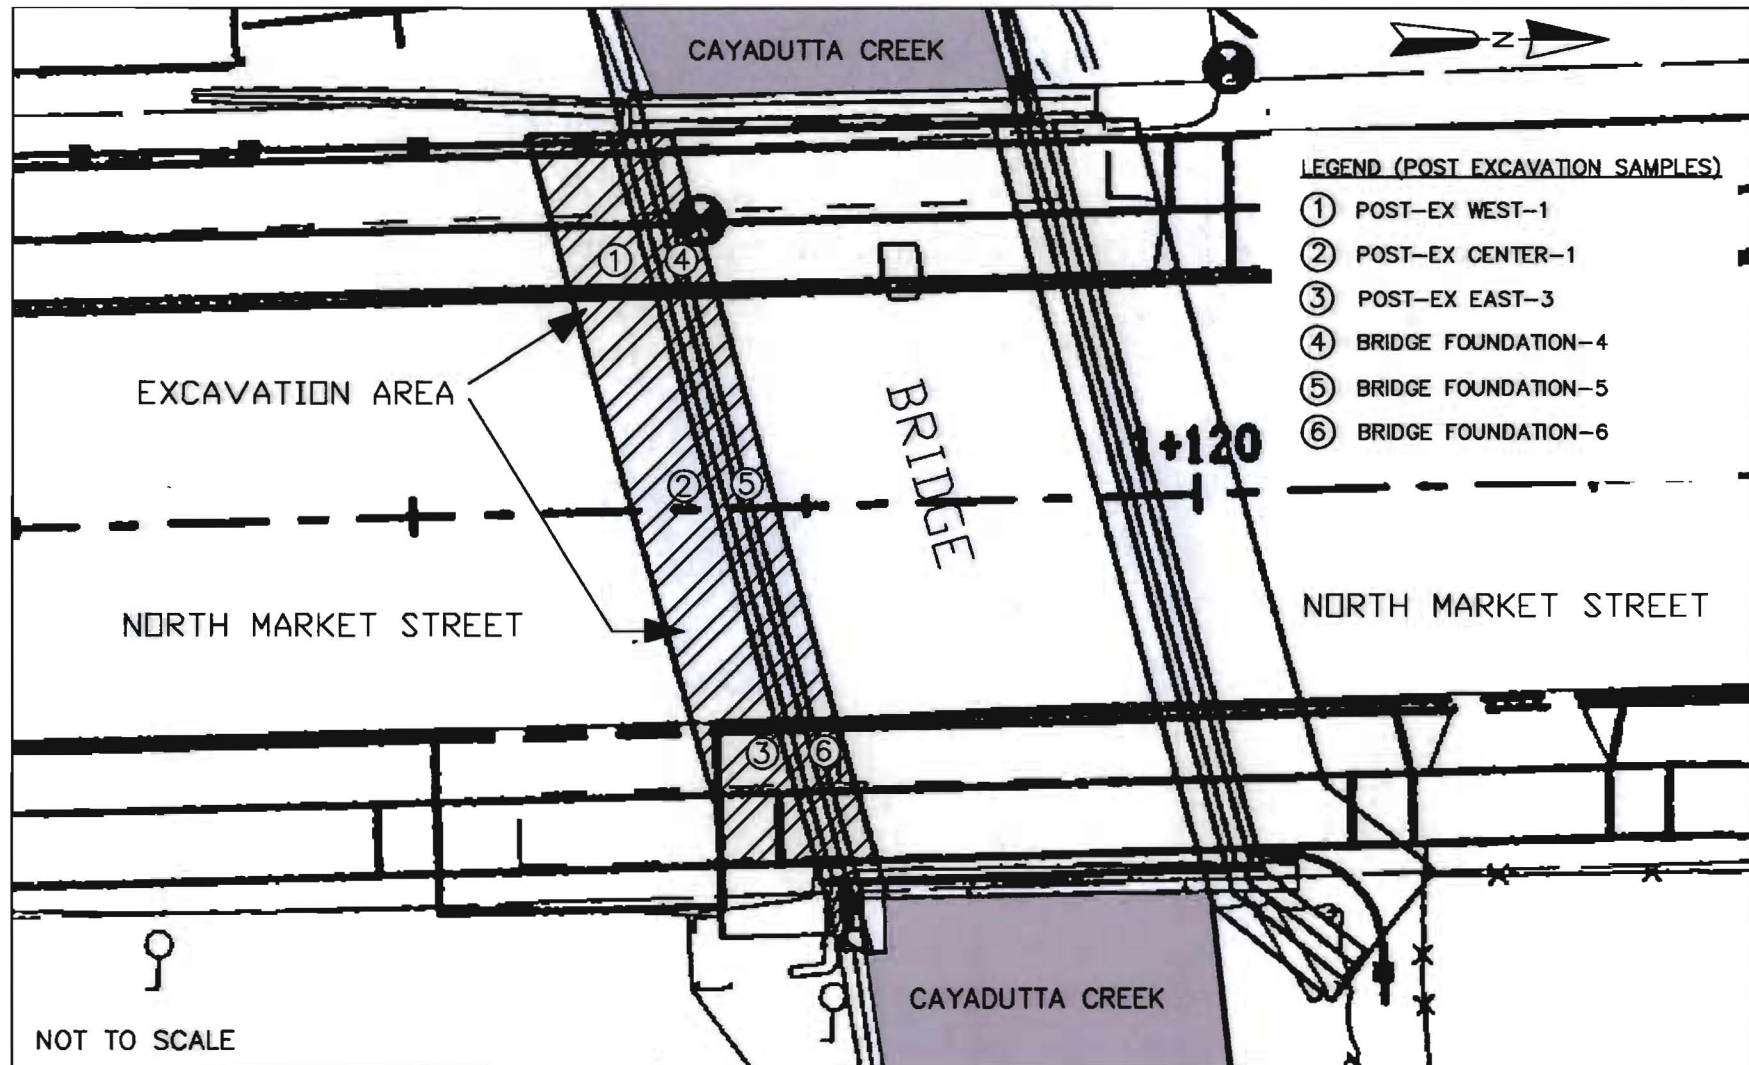 CAYADUTTA CREEK
N
LEGEND (POST EXCAVATION SAMPLES)
1 POST-EX WEST-1
2 POST-EX CENTER-1
3 POST-EX EAST-3
4 BRIDGE FOUNDATION-4
5 BRIDGE FOUNDATION-5
6 BRIDGE FOUNDATION-6
1 4
EXCAVATION AREA
BRIDGE
1+120
2 5
NORTH MARKET STREET
NORTH MARKET STREET
3 6
CAYADUTTA CREEK
NOT TO SCALE